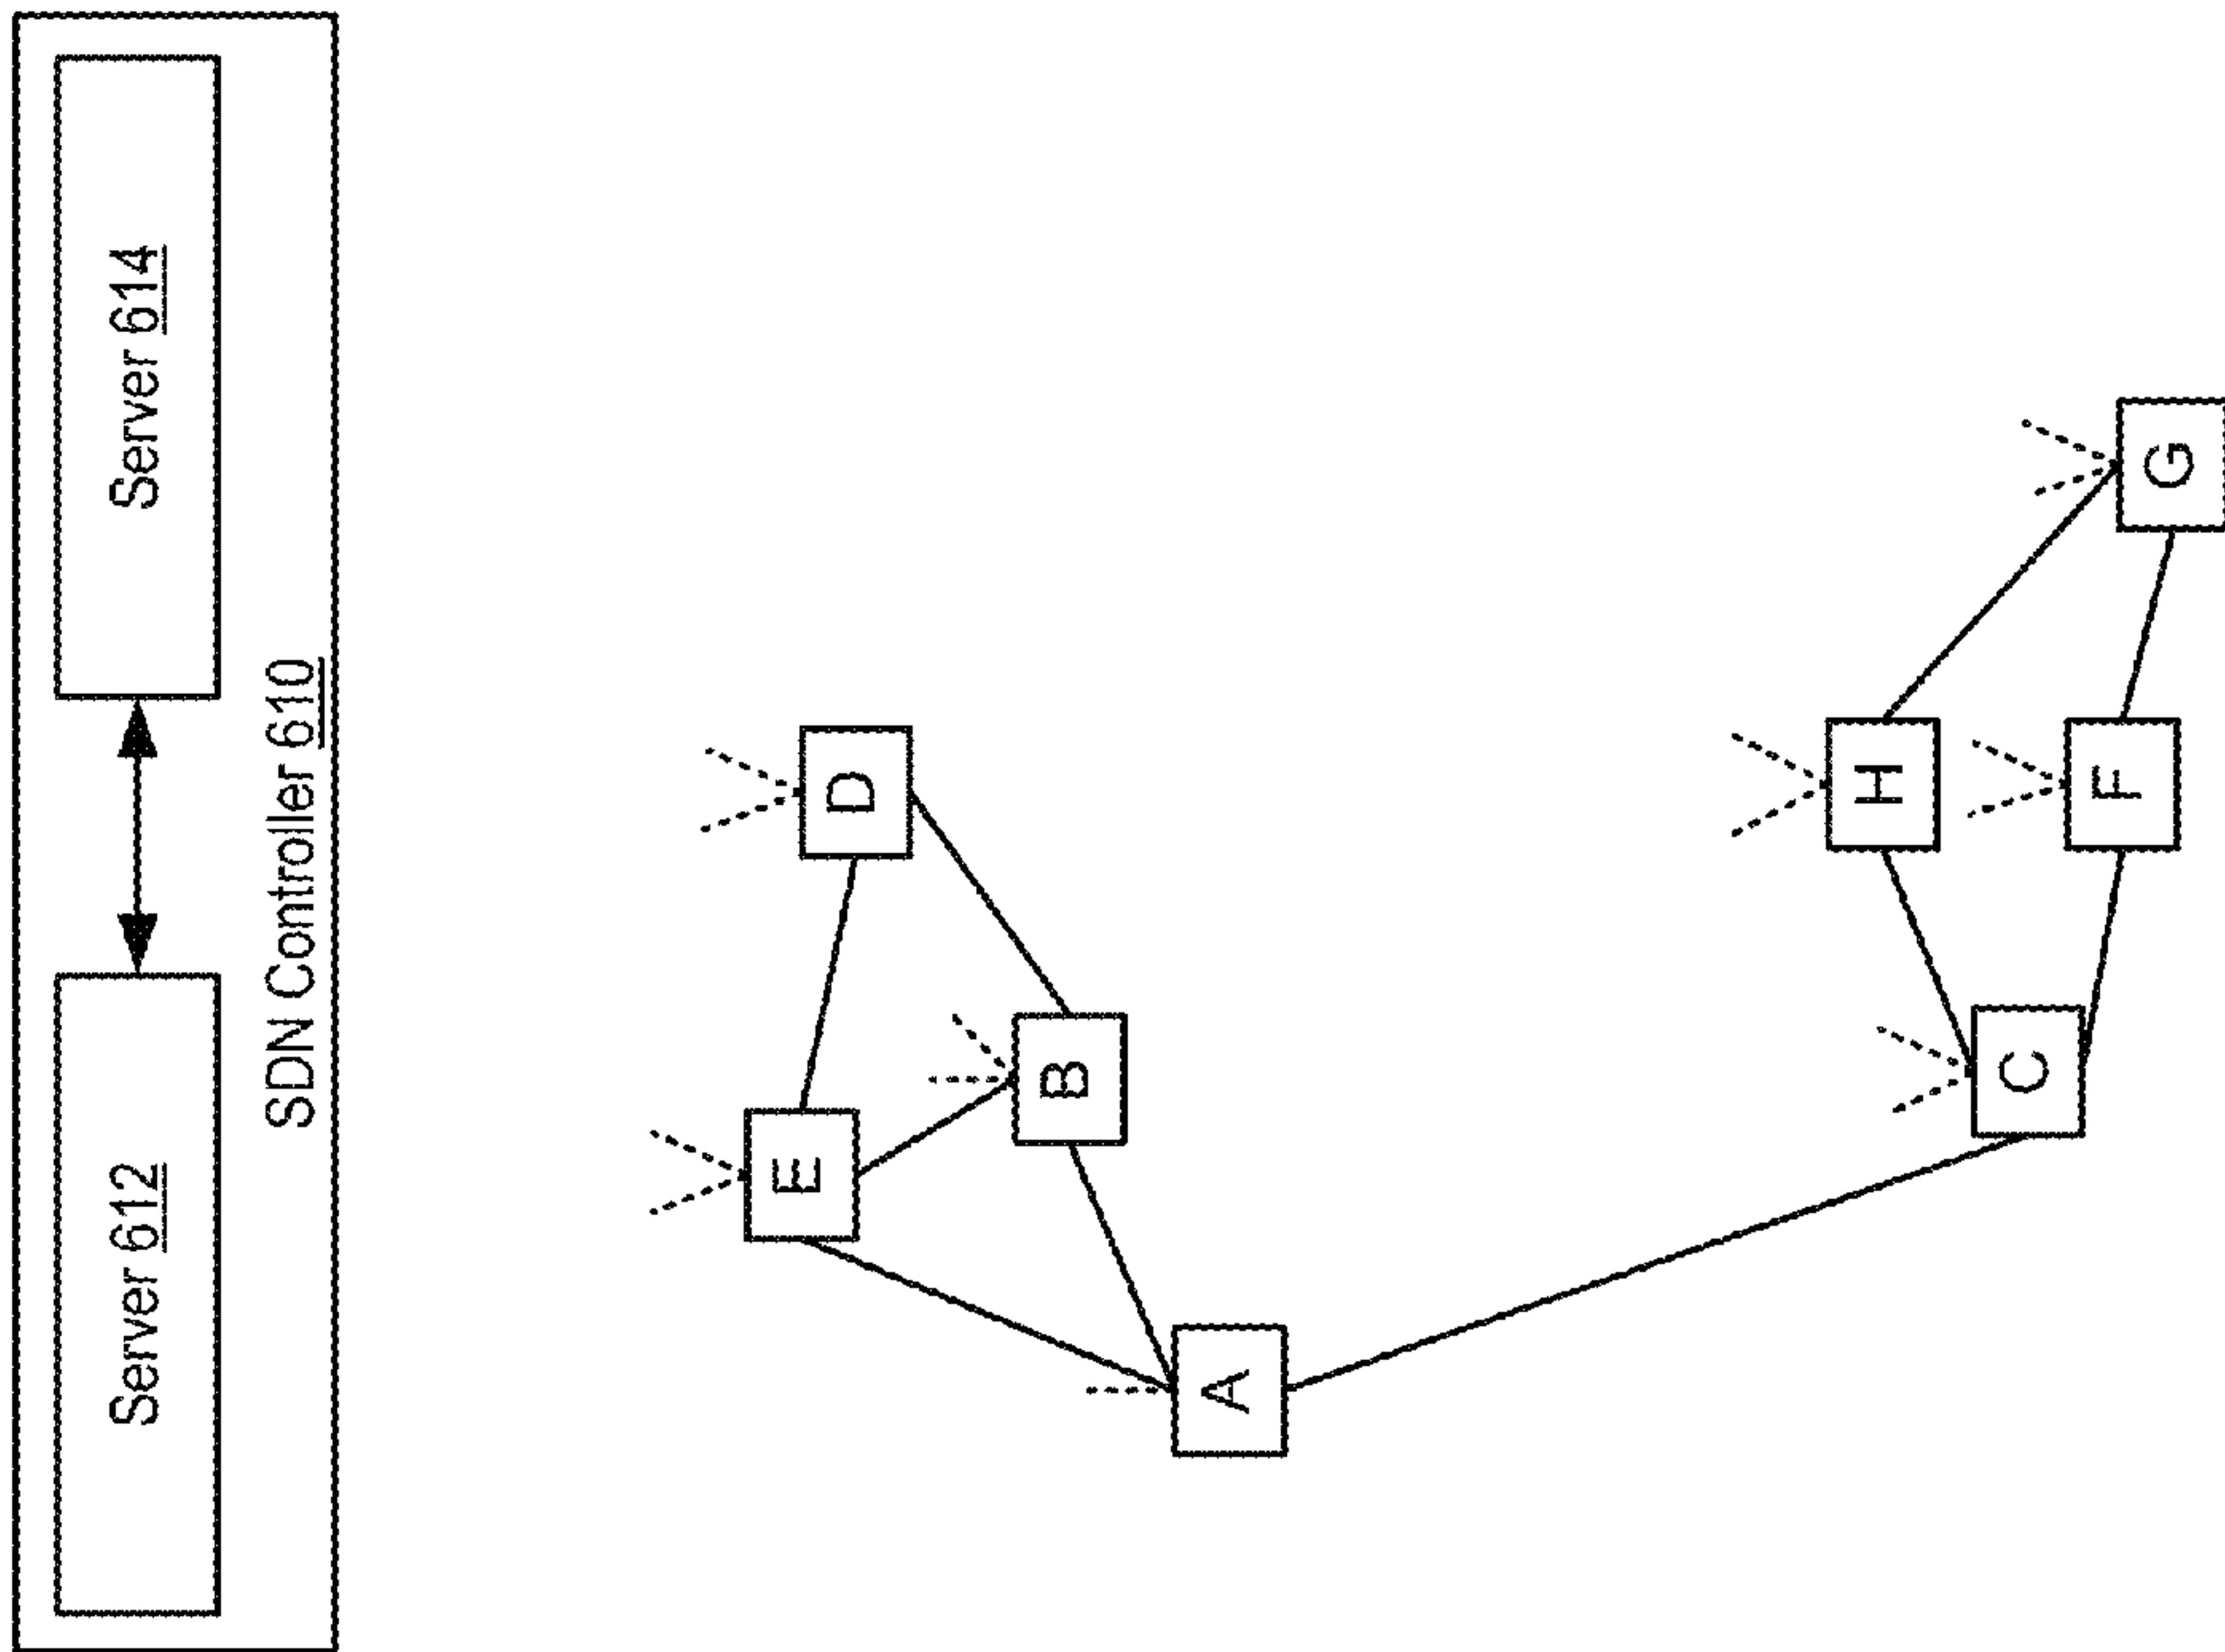 Server 612
Server 614
SDN Controller 610
E
D
B
A
H
F
C
G